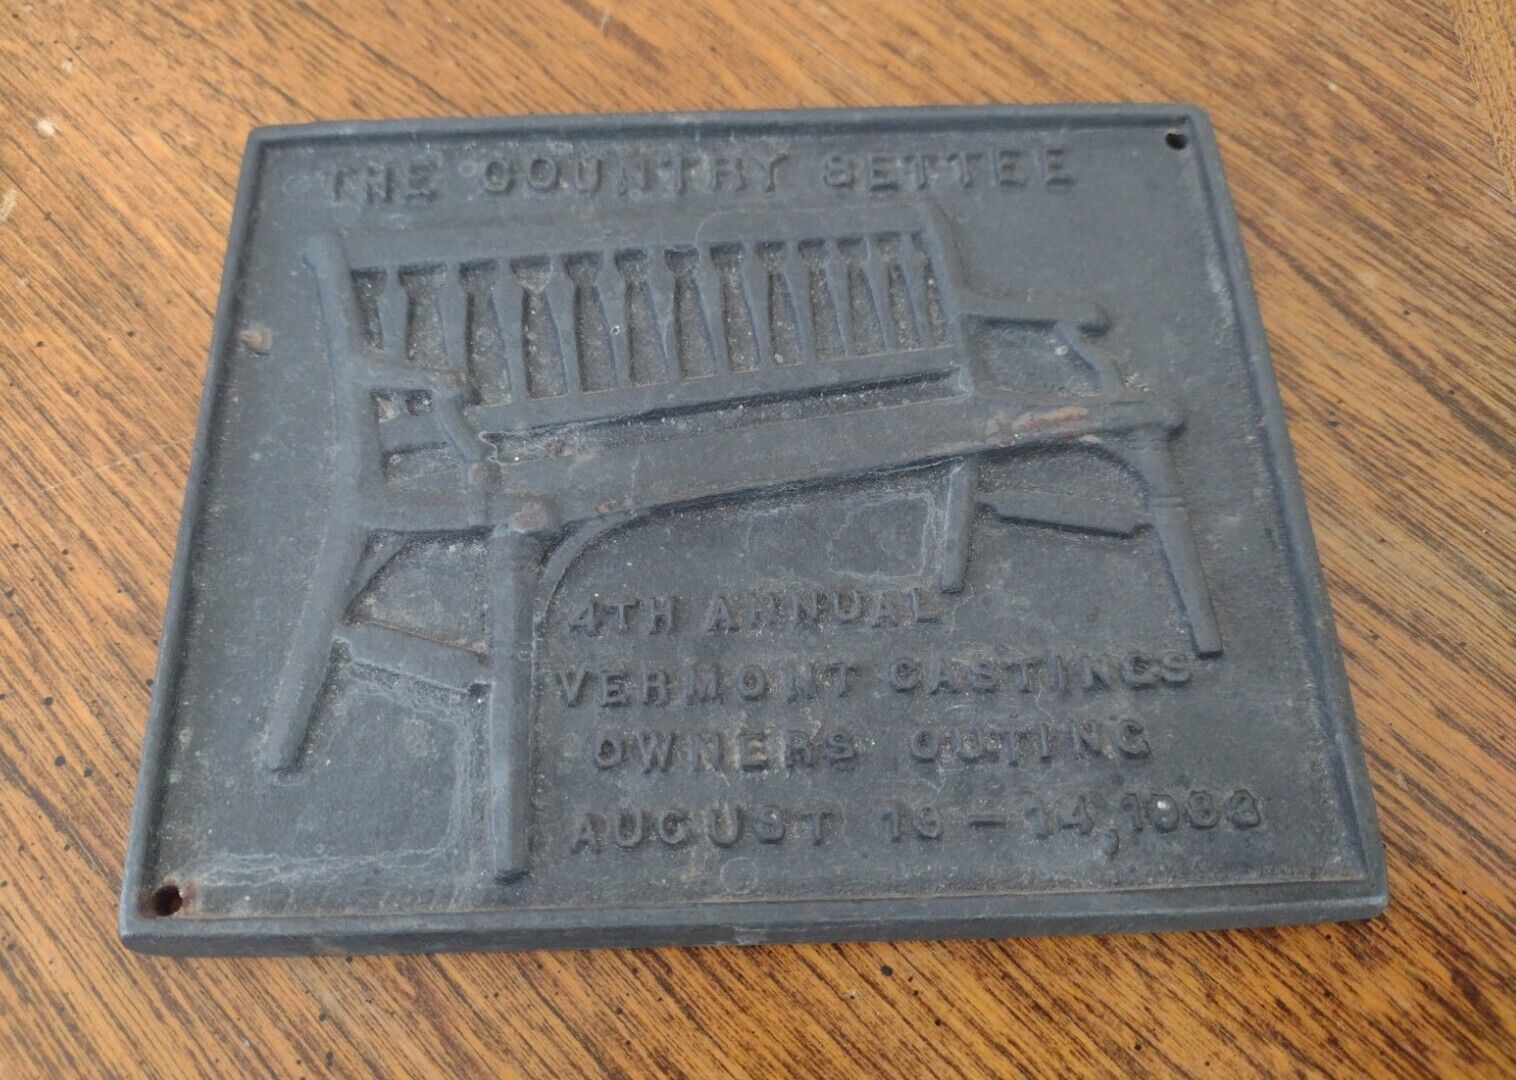 THE COUNTRY SETTEE
4TH ANNUAL
VERMONT CASTINGS
OWNERS OUTING
AUGUST 13-14, 1983